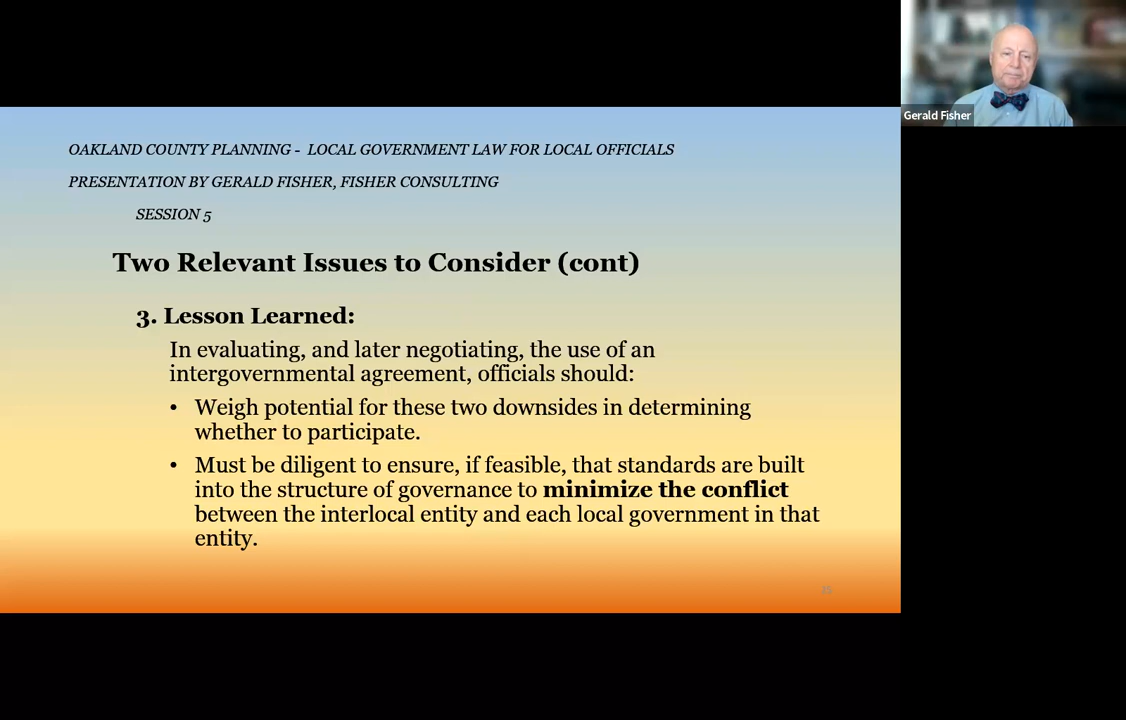 Gerald Fisher
OAKLAND COUNTY PLANNING - LOCAL GOVERNMENT LAW FOR LOCAL OFFICIALS
PRESENTATION BY GERALD FISHER, FISHER CONSULTING
SESSION 5
Two Relevant Issues to Consider (cont)
3. Lesson Learned:
In evaluating, and later negotiating, the use of an
intergovernmental agreement, officials should:
• Weigh potential for these two downsides in determining
whether to participate.
• Must be diligent to ensure, if feasible, that standards are built
into the structure of governance to minimize the conflict
between the interlocal entity and each local government in that
entity.